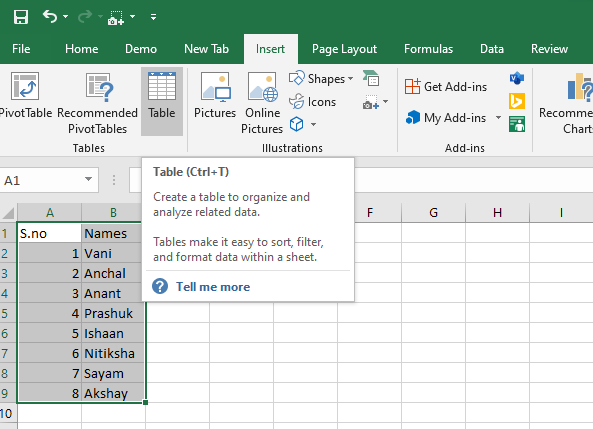 File Home Demo New Tab Insert Page Layout Formulas Data Review
PivotTable Recommended PivotTables Table
Tables
Pictures Online Pictures Shapes Icons
Illustrations
Get Add-ins
My Add-ins
Add-ins
Recomme
Charts
A1
Table (Ctrl+T)
Create a table to organize and
analyze related data.
Tables make it easy to sort, filter,
and format data within a sheet.
Tell me more
A B F G H I
1 S.no Names
2 1 Vani
3 2 Anchal
4 3 Anant
5 4 Prashuk
6 5 Ishaan
7 6 Nitiksha
8 7 Sayam
9 8 Akshay
10